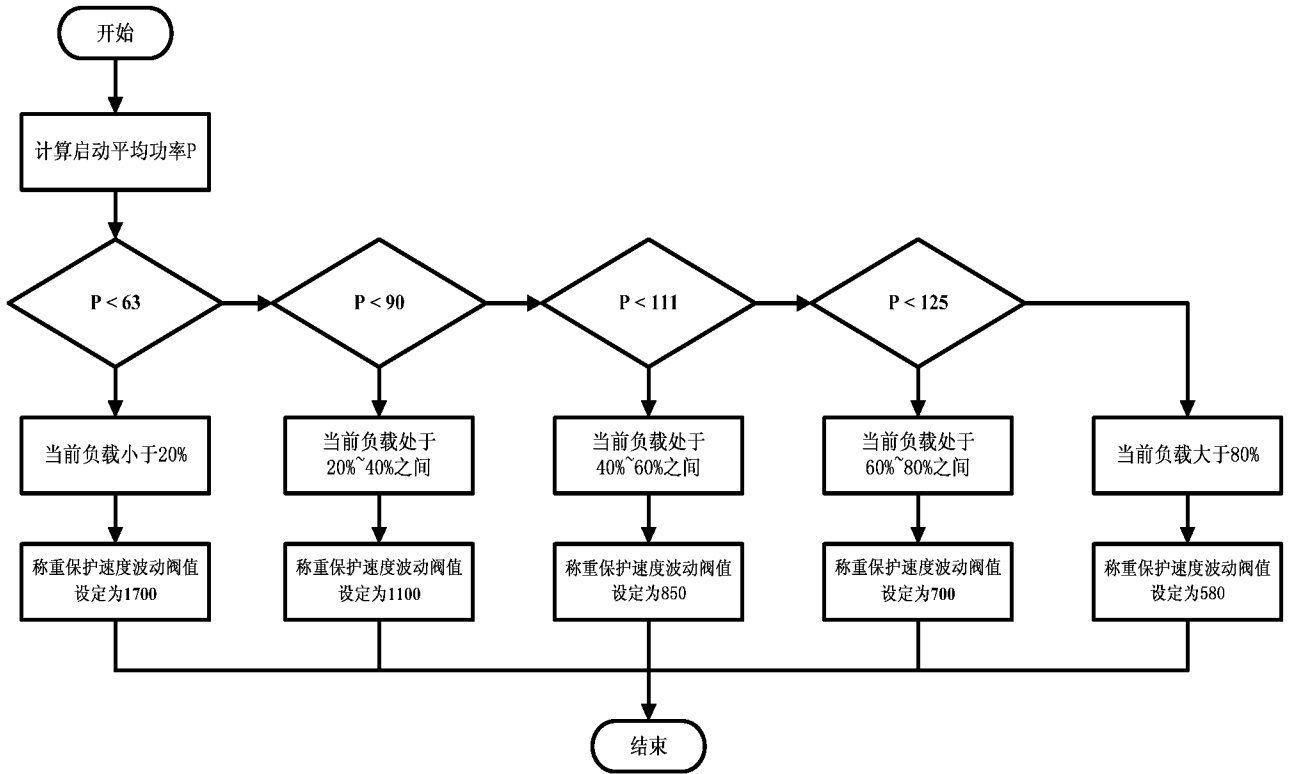 开始
计算启动平均功率P
P < 63
P < 90
P < 111
P < 125
当前负载小于20%
当前负载处于
20%~40%之间
当前负载处于
40%~60%之间
当前负载处于
60%~80%之间
当前负载大于80%
称重保护速度波动阀值
设定为1700
称重保护速度波动阀值
设定为1100
称重保护速度波动阀值
设定为850
称重保护速度波动阀值
设定为700
称重保护速度波动阀值
设定为580
结束